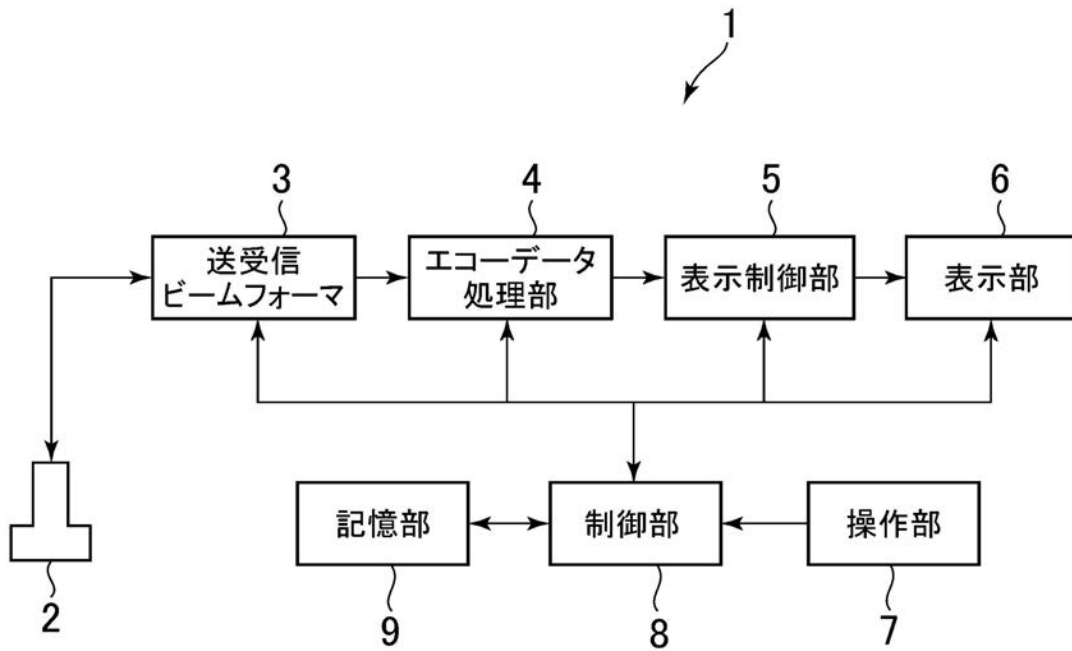 1
3
4
5
6
送受信
ビームフォーマ
エコーデータ
処理部
表示制御部
表示部
記憶部
制御部
操作部
2
9
8
7